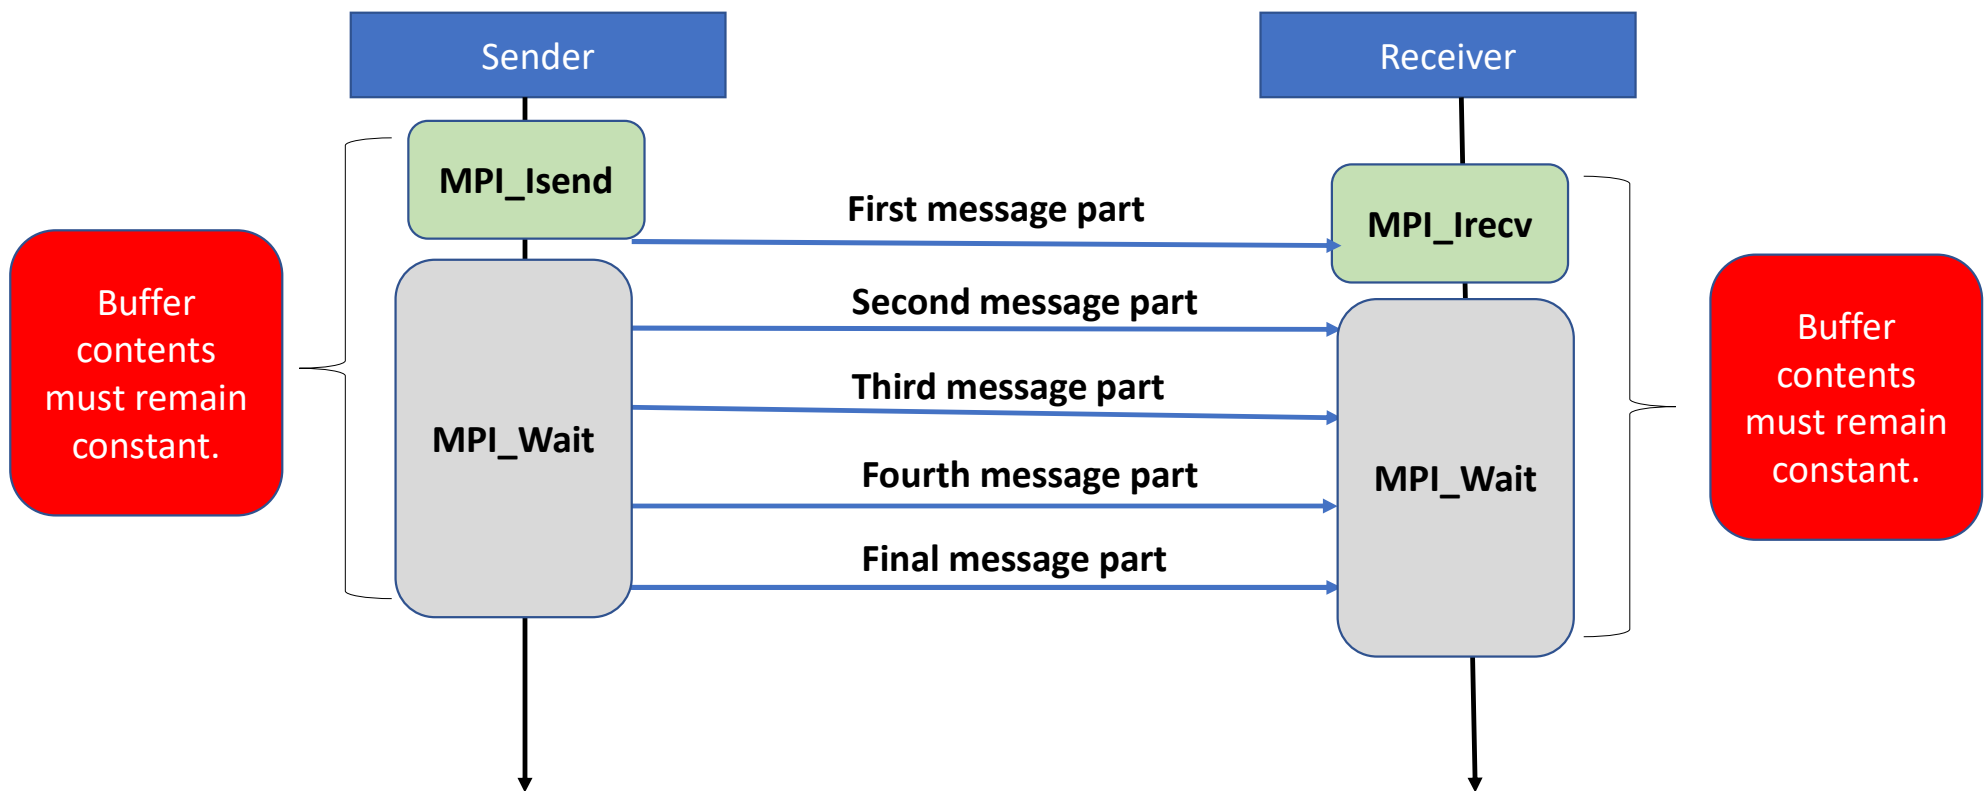 Sender
Receiver
MPI_Isend
First message part
MPI_Irecv
Buffer
contents
must remain
constant.
Second message part
Third message part
MPI_Wait
Fourth message part
MPI_Wait
Final message part
Buffer
contents
must remain
constant.